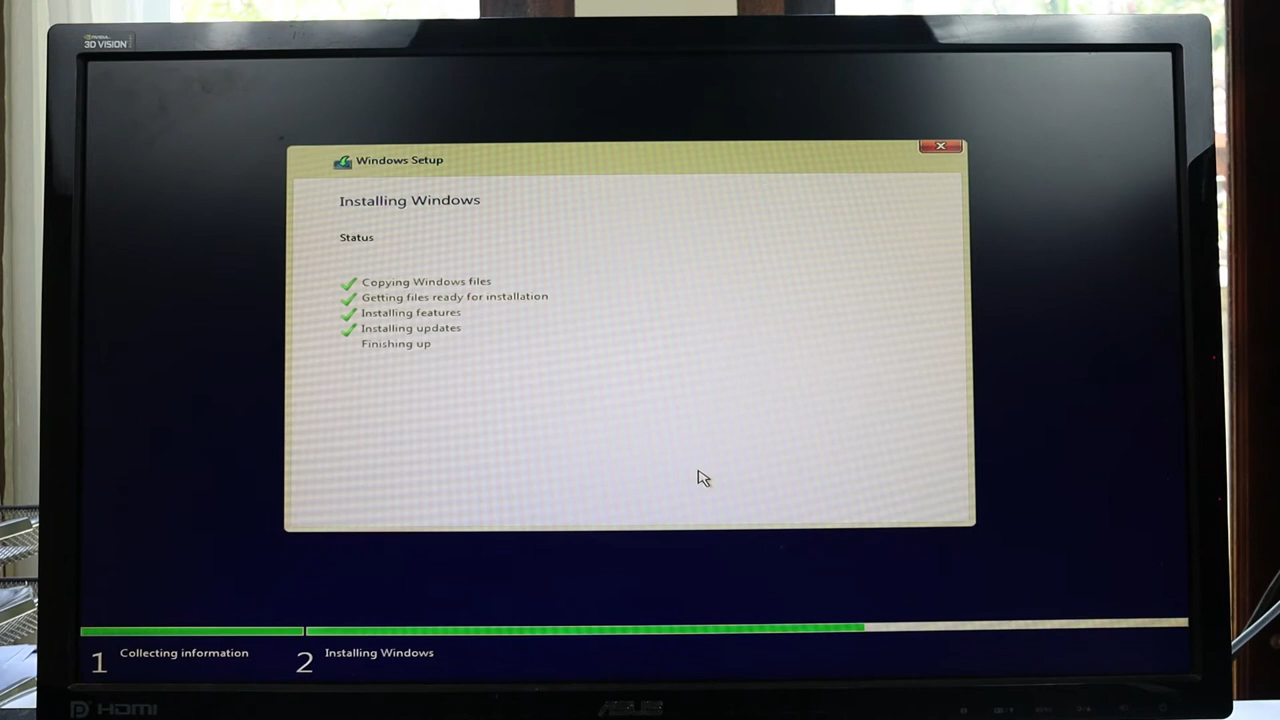 NVIDIA
3D VISION
Windows Setup
Installing Windows
Status
Copying Windows files
Getting files ready for installation
Installing features
Installing updates
Finishing up
1 Collecting information
2 Installing Windows
HDMI
ASUS